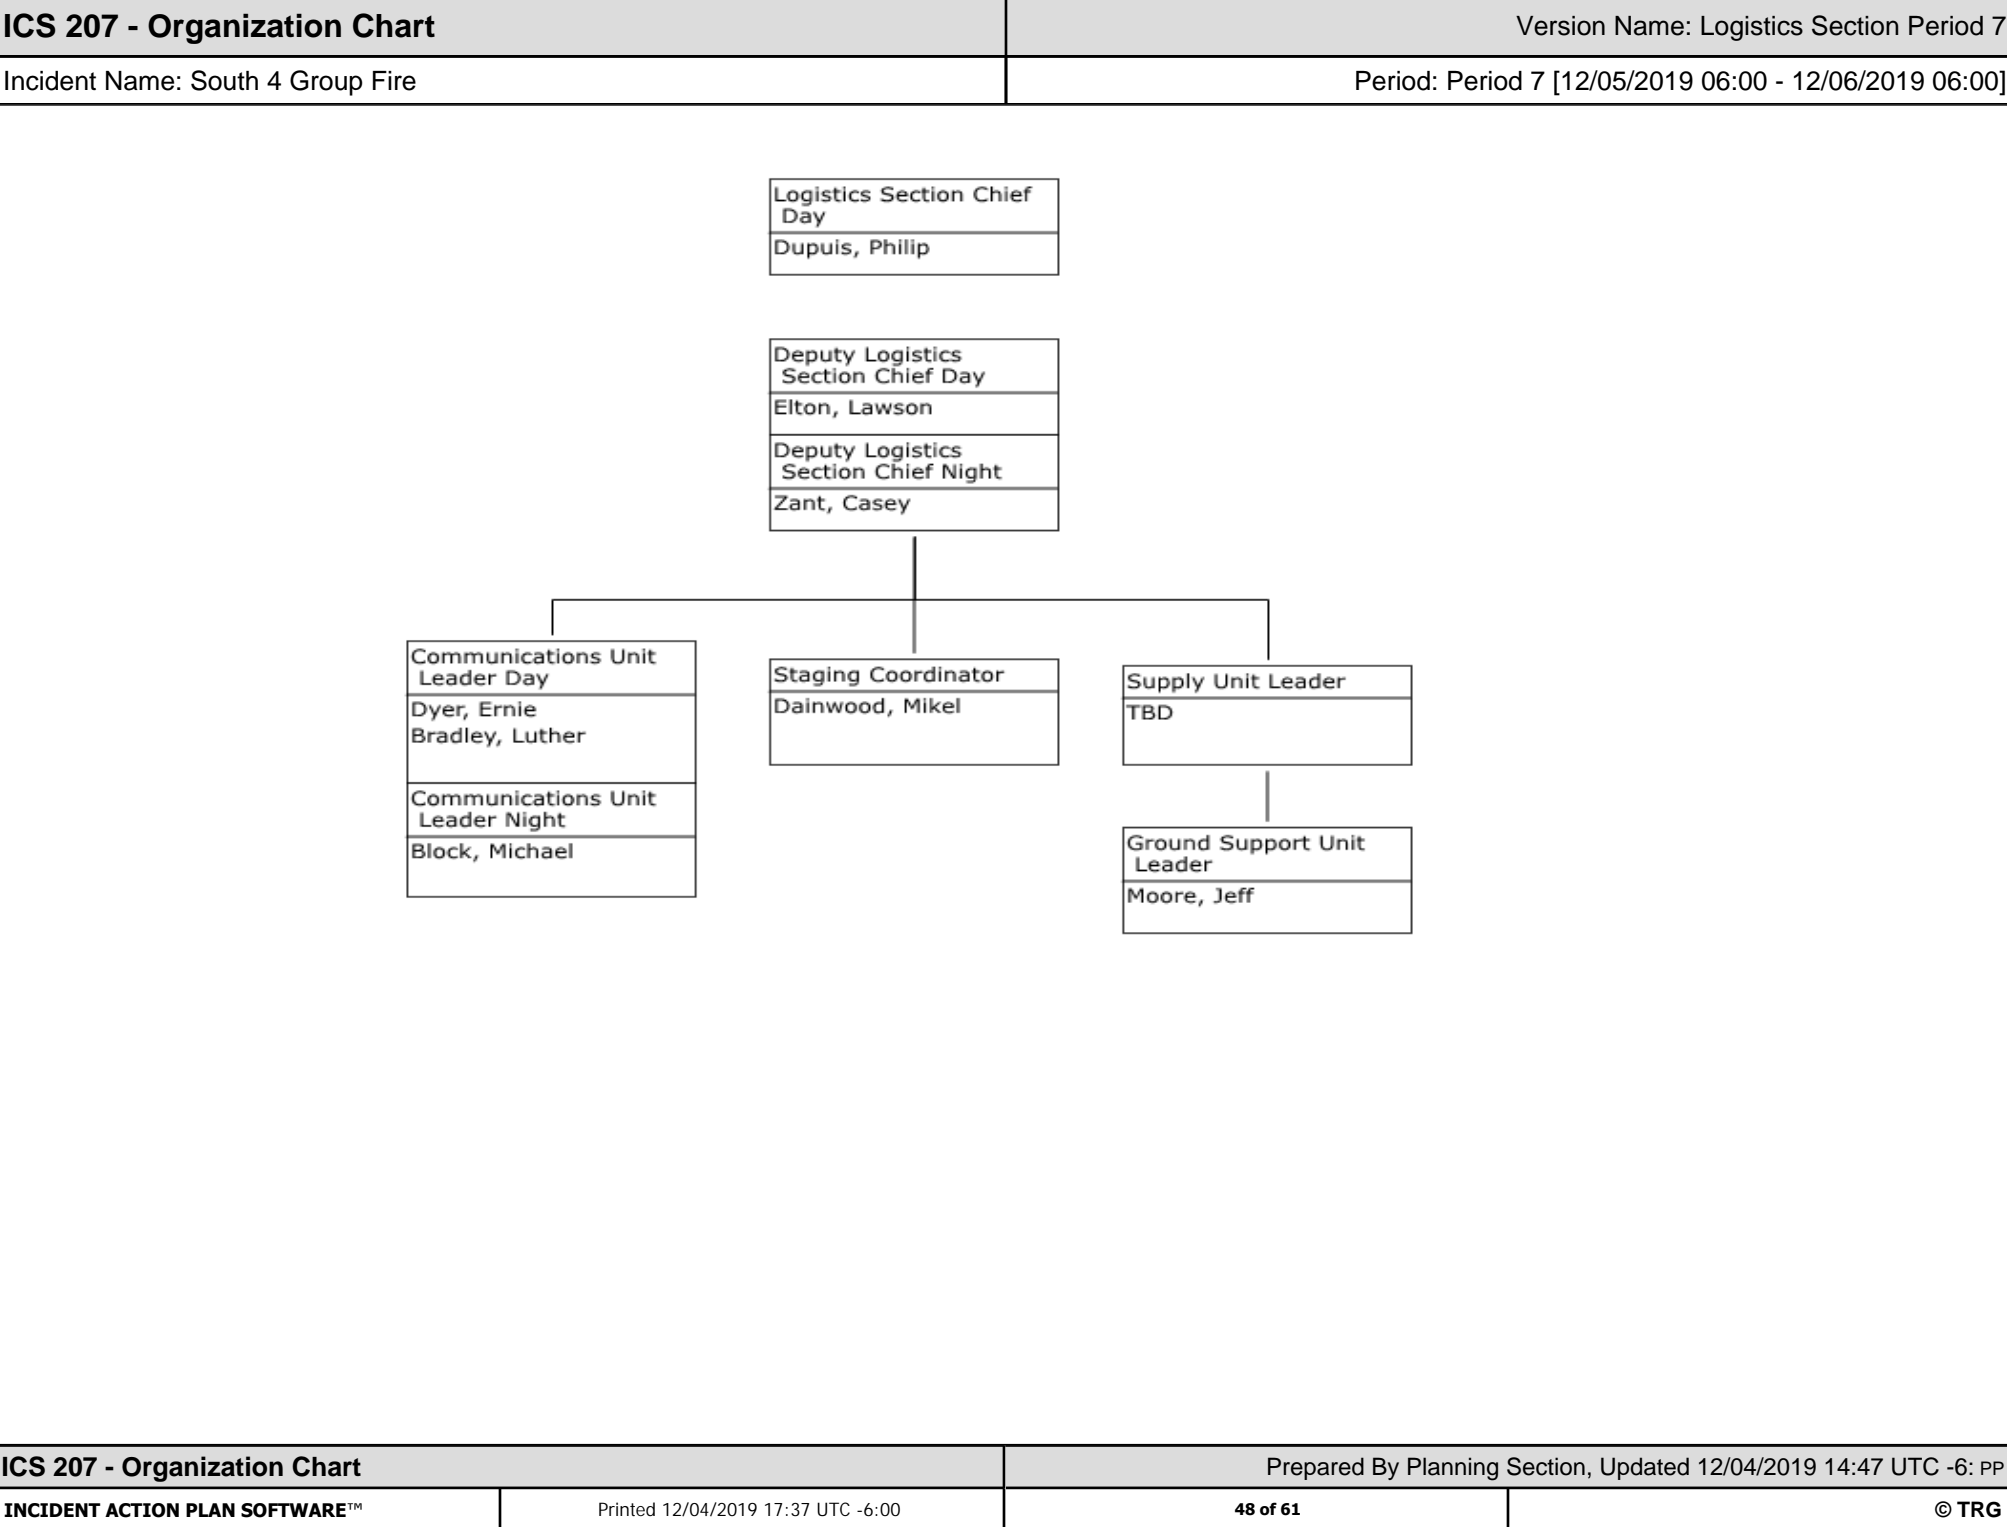 ICS 207 - Organization Chart
Version Name: Logistics Section Period 7
Incident Name: South 4 Group Fire
Period: Period 7 [12/05/2019 06:00 - 12/06/2019 06:00]
Logistics Section Chief
Day
Dupuis, Philip
Deputy Logistics
Section Chief Day
Elton, Lawson
Deputy Logistics
Section Chief Night
Zant, Casey
Communications Unit
Leader Day
Dyer, Ernie
Bradley, Luther
Communications Unit
Leader Night
Block, Michael
Staging Coordinator
Dainwood, Mikel
Supply Unit Leader
TBD
Ground Support Unit
Leader
Moore, Jeff
ICS 207 - Organization Chart
Prepared By Planning Section, Updated 12/04/2019 14:47 UTC -6: PP
INCIDENT ACTION PLAN SOFTWARE™
Printed 12/04/2019 17:37 UTC -6:00
48 of 61
© TRG